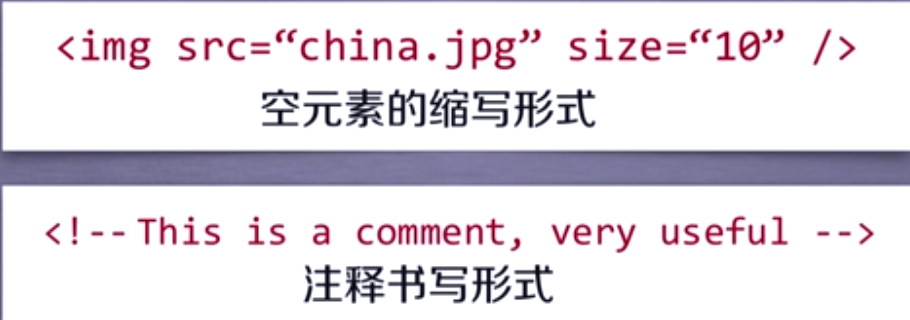 <img src=“china.jpg” size=“10” />
空元素的缩写形式
<!-- This is a comment, very useful -->
注释书写形式